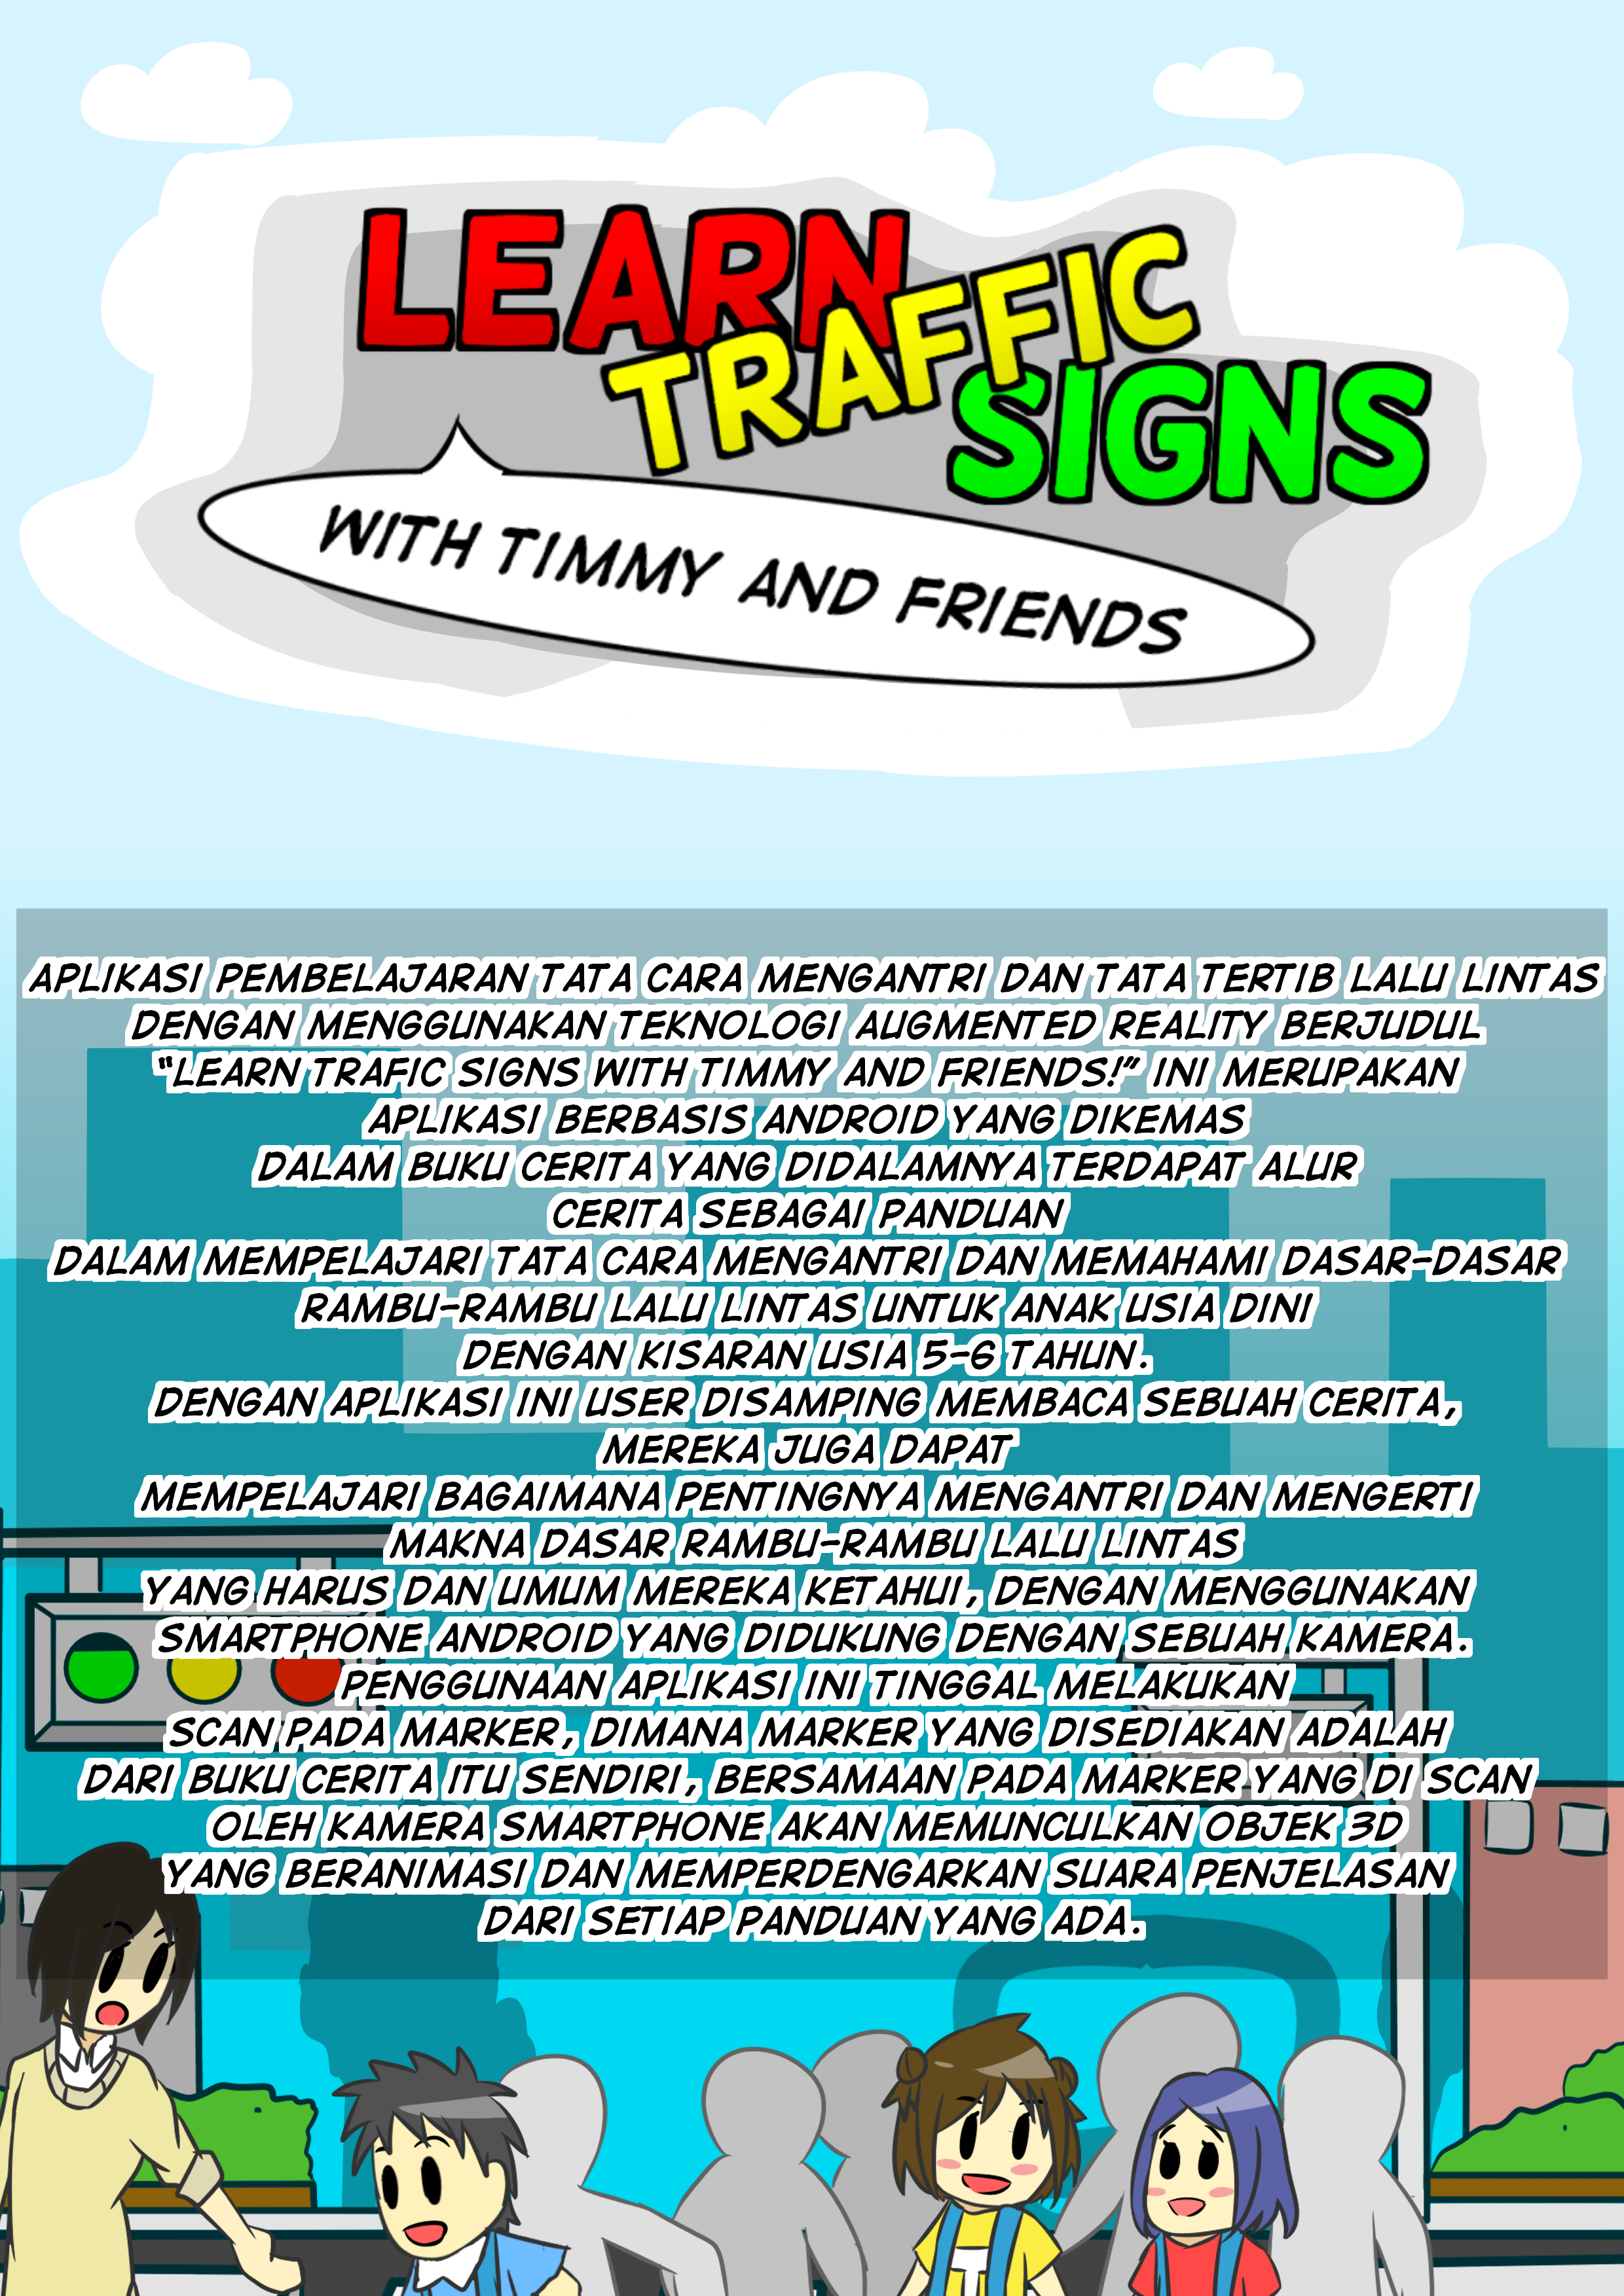 LEARN
TRAFFIC
SIGNS
WITH TIMMY AND FRIENDS
APLIKASI PEMBELAJARAN TATA CARA MENGANTRI DAN TATA TERTIB LALU LINTAS
DENGAN MENGGUNAKAN TEKNOLOGI AUGMENTED REALITY BERJUDUL
"LEARN TRAFIC SIGNS WITH TIMMY AND FRIENDS!" INI MERUPAKAN
APLIKASI BERBASIS ANDROID YANG DIKEMAS
DALAM BUKU CERITA YANG DIDALAMNYA TERDAPAT ALUR
CERITA SEBAGAI PANDUAN
DALAM MEMPELAJARI TATA CARA MENGANTRI DAN MEMAHAMI DASAR-DASAR
RAMBU-RAMBU LALU LINTAS UNTUK ANAK USIA DINI
DENGAN KISARAN USIA 5-6 TAHUN.
DENGAN APLIKASI INI USER DISAMPING MEMBACA SEBUAH CERITA,
MEREKA JUGA DAPAT
MEMPELAJARI BAGAIMANA PENTINGNYA MENGANTRI DAN MENGERTI
MAKNA DASAR RAMBU-RAMBU LALU LINTAS
YANG HARUS DAN UMUM MEREKA KETAHUI, DENGAN MENGGUNAKAN
SMARTPHONE ANDROID YANG DIDUKUNG DENGAN SEBUAH KAMERA.
PENGGUNAAN APLIKASI INI TINGGAL MELAKUKAN
SCAN PADA MARKER, DIMANA MARKER YANG DISEDIAKAN ADALAH
DARI BUKU CERITA ITU SENDIRI, BERSAMAAN PADA MARKER YANG DI SCAN
OLEH KAMERA SMARTPHONE AKAN MEMUNCULKAN OBJEK 3D
YANG BERANIMASI DAN MEMPERDENGARKAN SUARA PENJELASAN
DARI SETIAP PANDUAN YANG ADA.